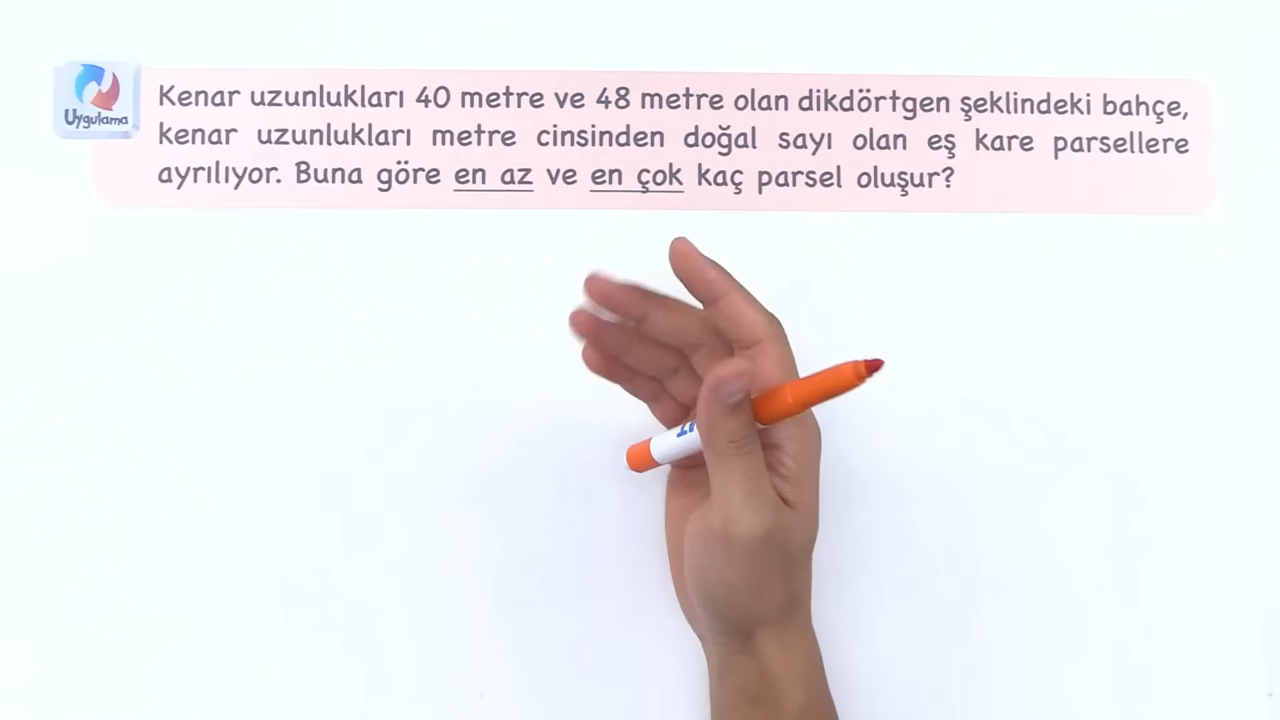 Uygulama
Kenar uzunlukları 40 metre ve 48 metre olan dikdörtgen şeklindeki bahçe,
kenar uzunlukları metre cinsinden doğal sayı olan eş kare parsellere
ayrılıyor. Buna göre en az ve en çok kaç parsel oluşur?